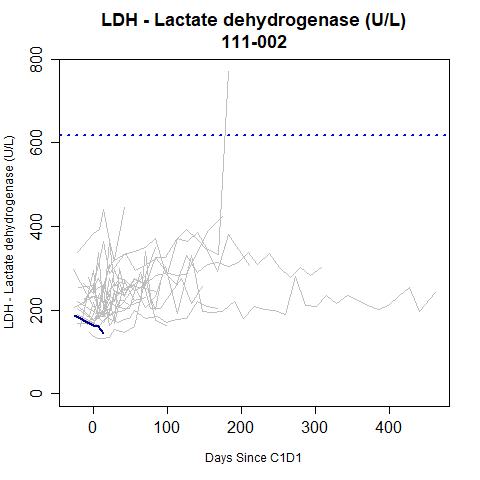 LDH - Lactate dehydrogenase (U/L)
111-002
LDH - Lactate dehydrogenase (U/L)
800
600
400
200
0
0 100 200 300 400
Days Since C1D1